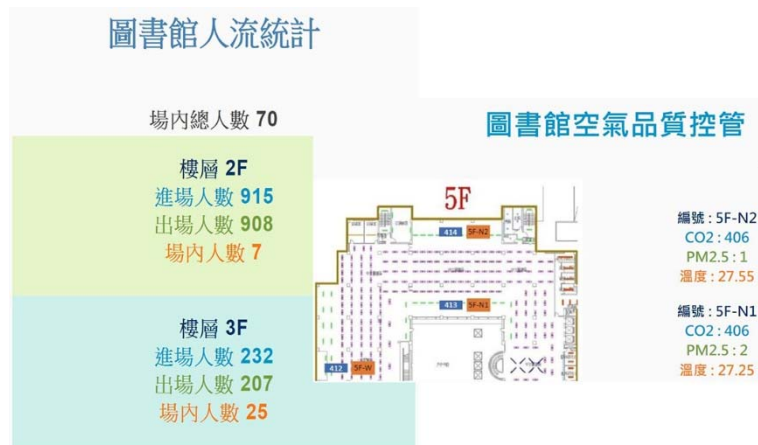 圖書館人流統計
場內總人數 70
樓層 2F
進場人數 915
出場人數 908
場內人數 7
樓層 3F
進場人數 232
出場人數 207
場內人數 25
圖書館空氣品質控管
5F
414 5F-N2
413 5F-N1
412 5F-W
編號 : 5F-N2
CO2 : 406
PM2.5 : 1
溫度 : 27.55
編號 : 5F-N1
CO2 : 406
PM2.5 : 2
溫度 : 27.25